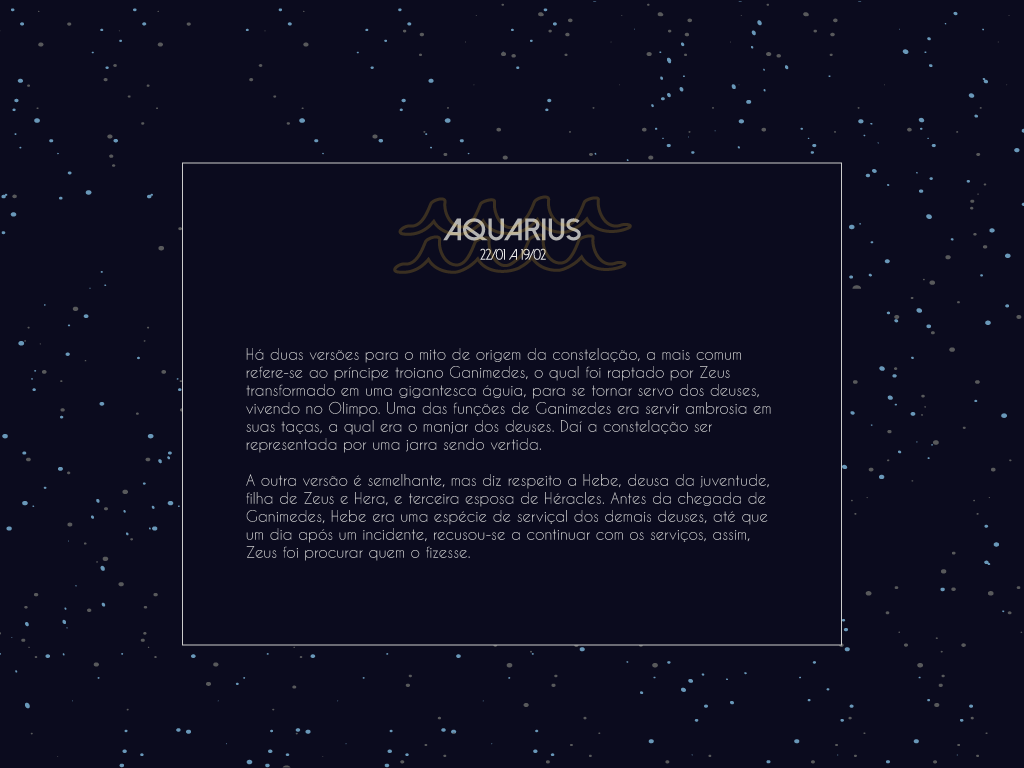 AQUARIUS
22/01 A 19/02
Há duas versões para o mito de origem da constelação, a mais comum
refere-se ao príncipe troiano Ganimedes, o qual foi raptado por Zeus
transformado em uma gigantesca águia, para se tornar servo dos deuses,
vivendo no Olimpo. Uma das funções de Ganimedes era servir ambrosia em
suas taças, a qual era o manjar dos deuses. Daí a constelação ser
representada por uma jarra sendo vertida.
A outra versão é semelhante, mas diz respeito a Hebe, deusa da juventude,
filha de Zeus e Hera, e terceira esposa de Héracles. Antes da chegada de
Ganimedes, Hebe era uma espécie de serviçal dos demais deuses, até que
um dia após um incidente, recusou-se a continuar com os serviços, assim,
Zeus foi procurar quem o fizesse.